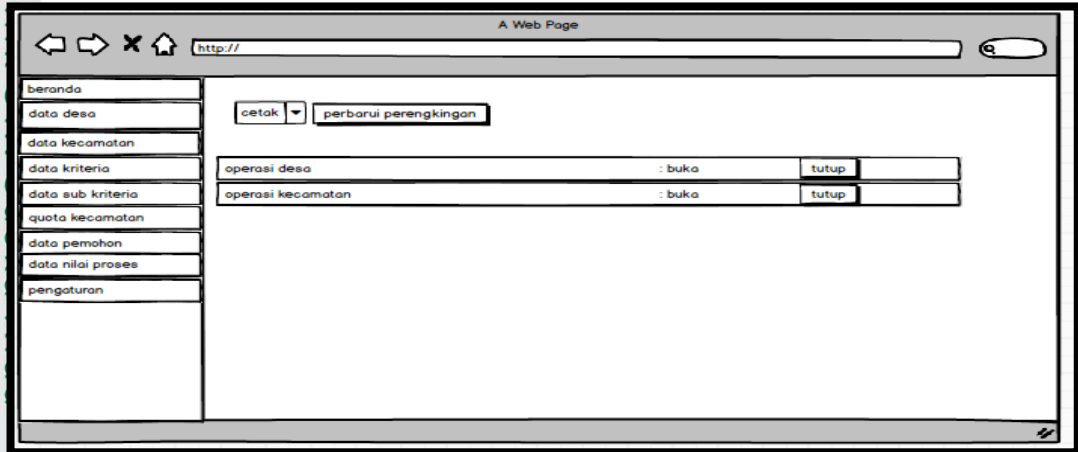 A Web Page
http://
beranda
data desa
data kecamatan
data kriteria
data sub kriteria
quota kecamatan
data pemohon
data nilai proses
pengaturan
cetak perbarui perengkingan
operasi desa : buka tutup
operasi kecamatan : buka tutup